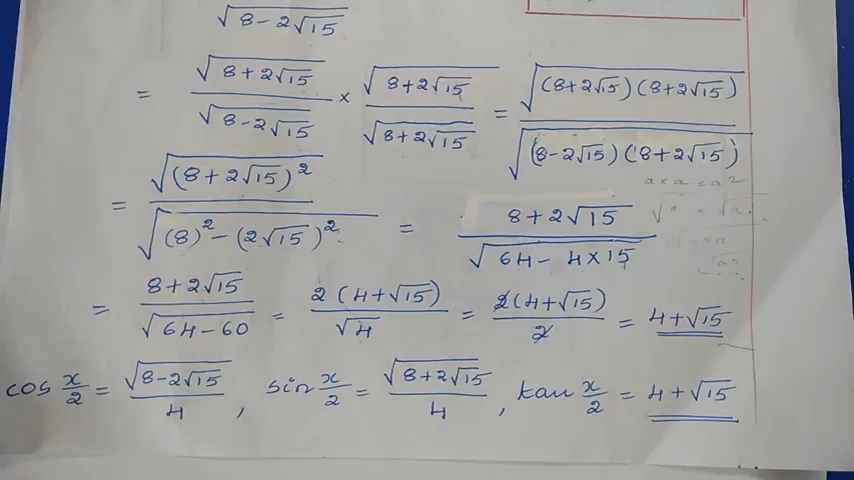 √(8-2√15)
= √(8+2√15) / √(8-2√15) × √(8+2√15) / √(8+2√15) = √((8+2√15)(8+2√15)) / √((8-2√15)(8+2√15))
a×a=a²
= √((8+2√15)²) / √((8)²-(2√15)²) = 8+2√15 / √(64-4×15)
= 8+2√15 / √(64-60) = 2(4+√15) / √4 = 2(4+√15) / 2 = 4+√15
cos x/2 = √(8-2√15) / 4, sin x/2 = √(8+2√15) / 4, tan x/2 = 4+√15